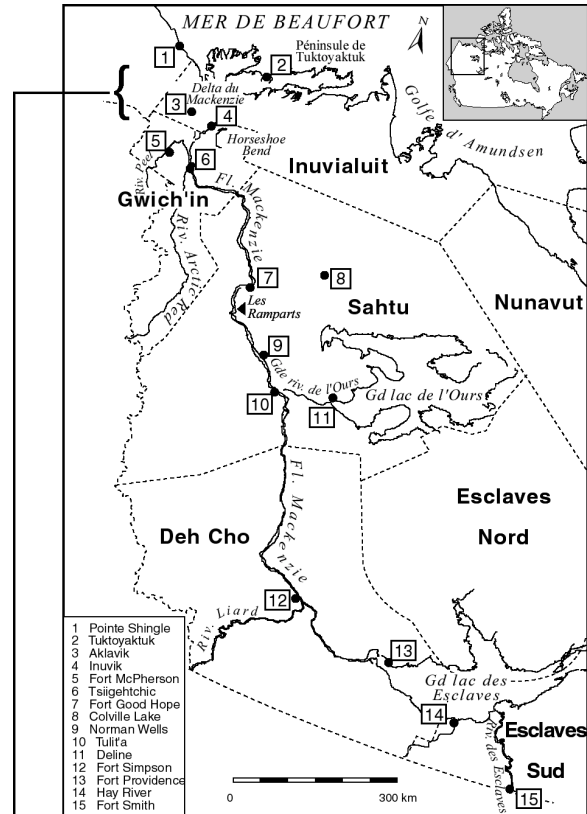 MER DE BEAUFORT
N
1
Péninsule de
Tuktoyaktuk
2
Delta du
Mackenzie
3
4
Horseshoe
Bend
Golfe d'Amundsen
5
6
Riv. Peel
Inuvialuit
Gwich'in
Fl. Mackenzie
Riv. Arctic Red
7
8
Les
Ramparts
Sahtu
Nunavut
9
Gde riv. de l'Ours
Gd lac de l'Ours
10
11
Fl. Mackenzie
Esclaves
Nord
Deh Cho
12
Riv. Liard
13
Gd lac des
Esclaves
14
Riv. des Esclaves
Esclaves
Sud
15
1 Pointe Shingle
2 Tuktoyaktuk
3 Aklavik
4 Inuvik
5 Fort McPherson
6 Tsiigehtchic
7 Fort Good Hope
8 Colville Lake
9 Norman Wells
10 Tulit'a
11 Deline
12 Fort Simpson
13 Fort Providence
14 Hay River
15 Fort Smith
0 300 km